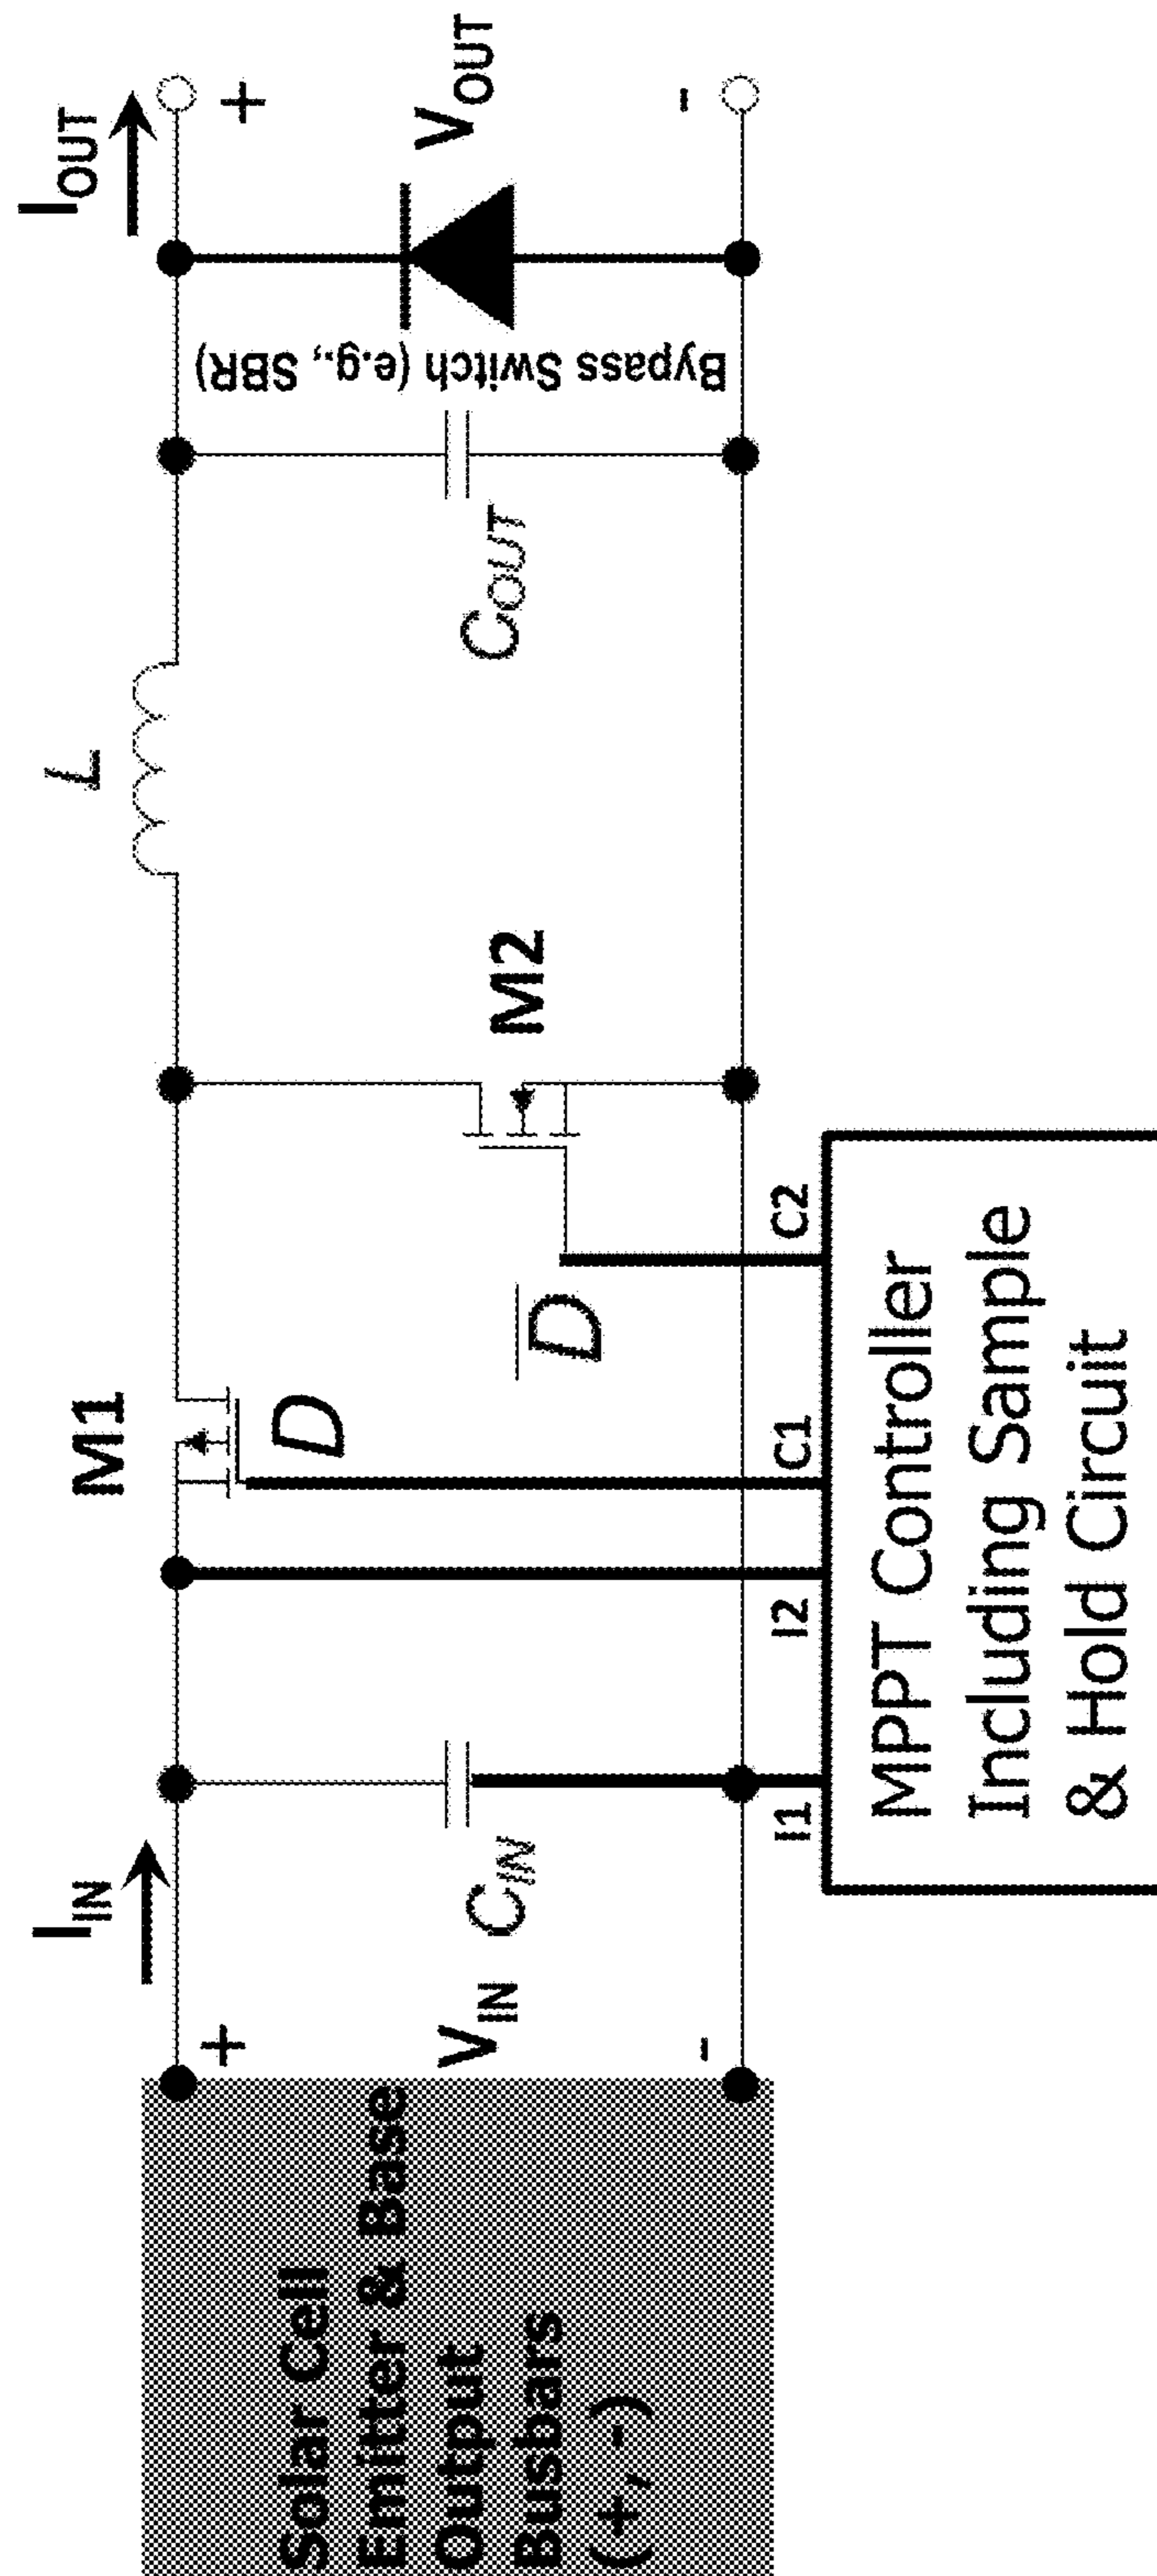 Solar Cell
Emitter & Base
Output
Busbars
(+/-)
+
V_IN
-
I_IN
C_IN
M1
D
D̅
M2
L
C_OUT
Bypass Switch (e.g., SBR)
I_OUT
+
V_OUT
-
I1
I2
C1
C2
MPPT Controller
Including Sample
& Hold Circuit